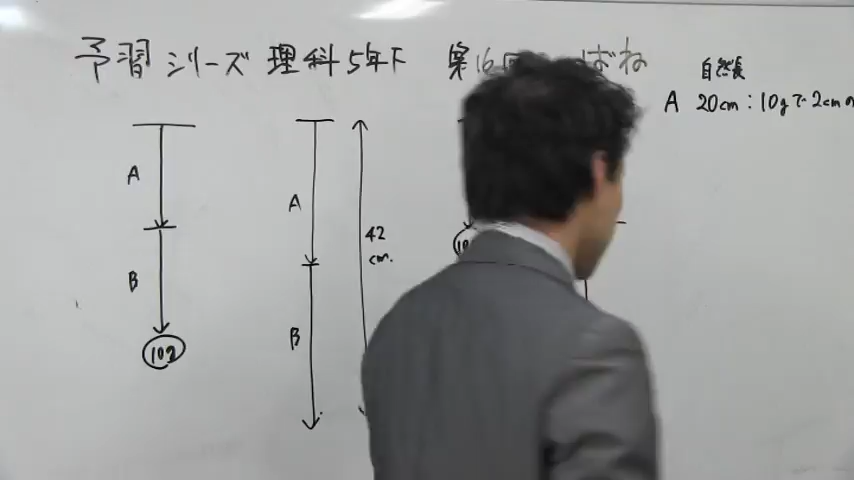 予習シリーズ 理科 5年下 第16回 ばね
自然長
A 20cm : 10gで2cmの
A
B
10g
A
B
42
cm.